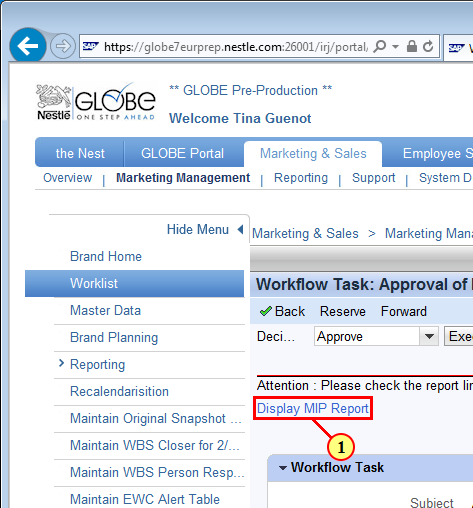 SAP https://globe7eurprep.nestle.com:26001/irj/portal/ SAP
Nestlē GLOBE
ONE STEP AHEAD
** GLOBE Pre-Production **
Welcome Tina Guenot
the Nest GLOBE Portal Marketing & Sales Employee S
Overview | Marketing Management | Reporting | Support | System D
Hide Menu
Marketing & Sales > Marketing Mana
Brand Home
Worklist
Workflow Task: Approval of
Master Data
Back Reserve Forward
Brand Planning
Deci... Approve Exe
Reporting
Attention : Please check the report lin
Recalendarisition
Display MIP Report
Maintain Original Snapshot ...
Maintain WBS Closer for 2/...
1
Maintain WBS Person Resp...
Workflow Task
Maintain EWC Alert Table
Subject